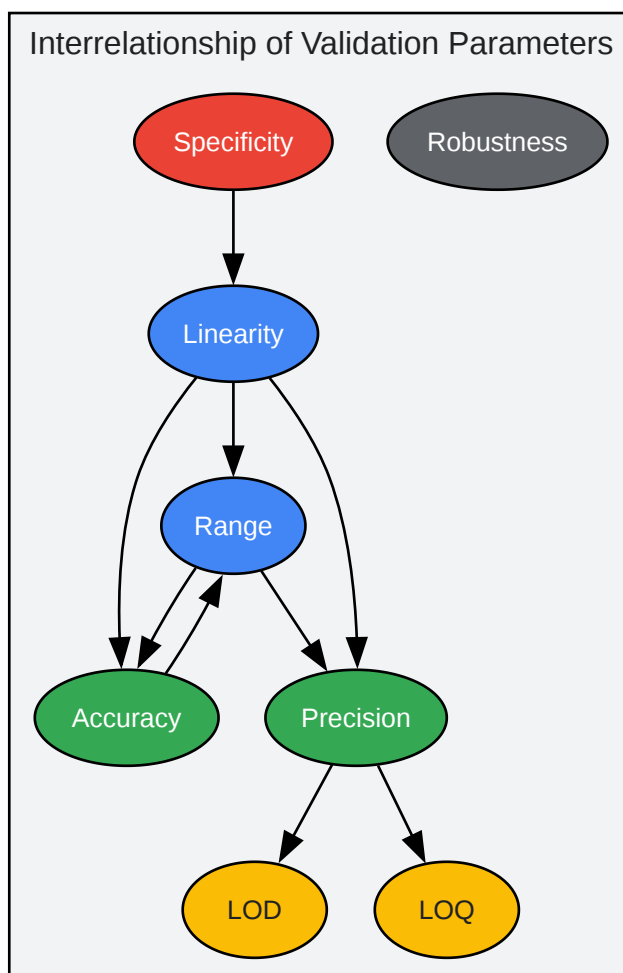 Interrelationship of Validation Parameters
Specificity
Robustness
Linearity
Range
Accuracy
Precision
LOD
LOQ